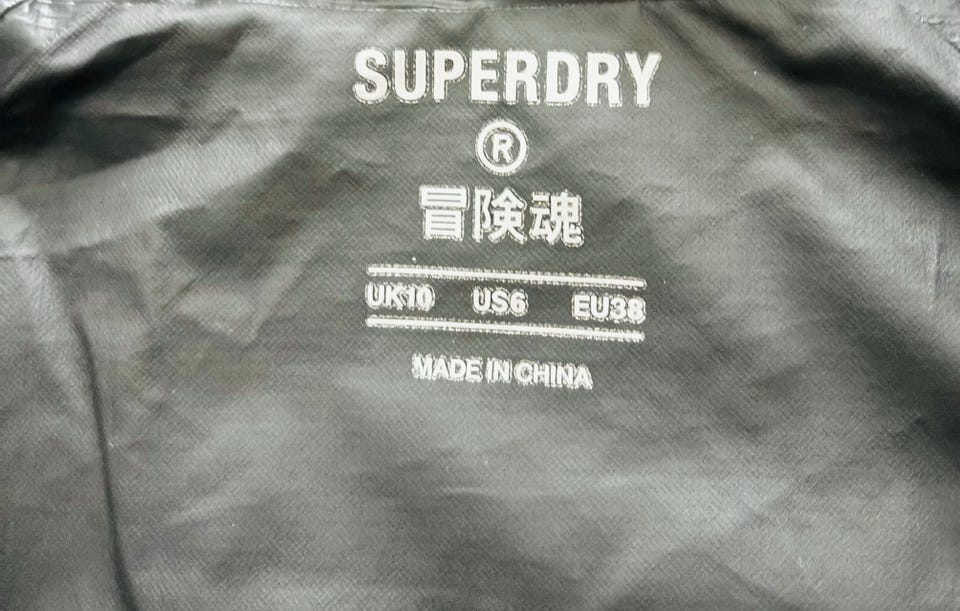 SUPERDRY
®
冒険魂
UK10 US6 EU38
MADE IN CHINA